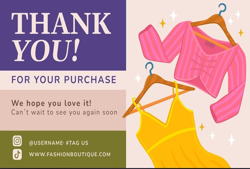 THANK
YOU!
FOR YOUR PURCHASE
We hope you love it!
Can't wait to see you again soon
@USERNAME #TAG US
WWW.FASHIONBOUTIQUE.COM